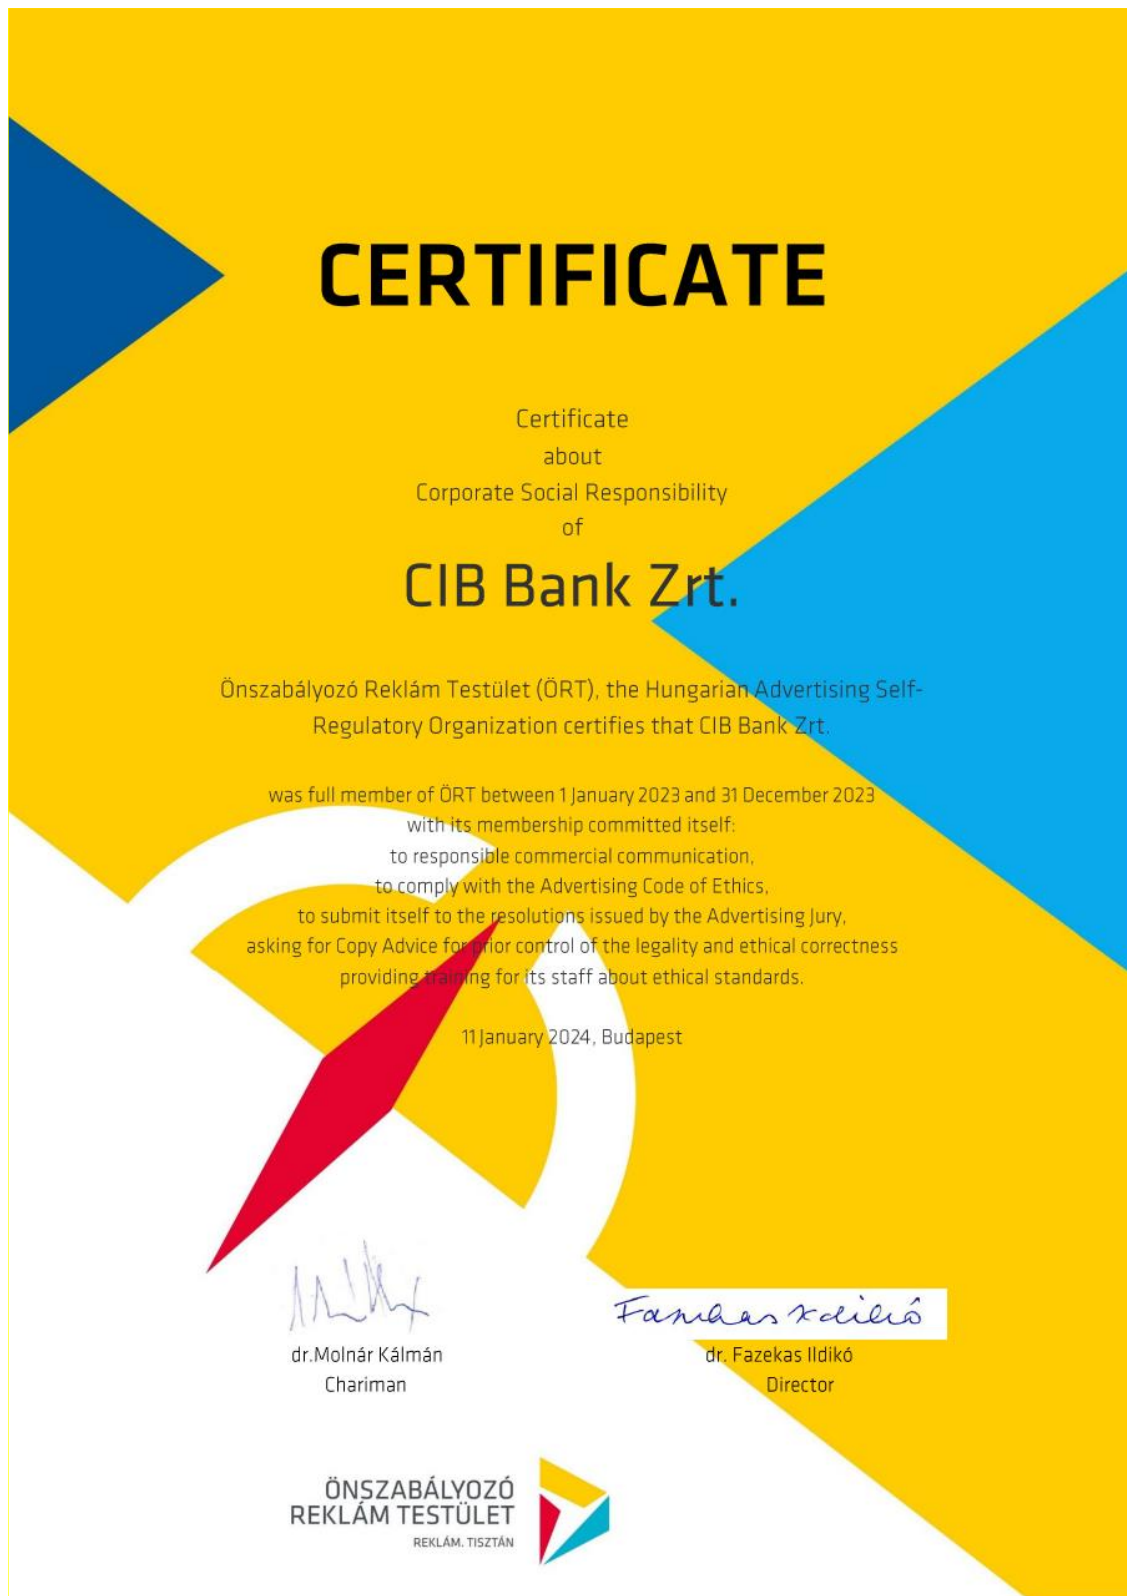 CERTIFICATE
Certificate
about
Corporate Social Responsibility
of
CIB Bank Zrt.
Önszabályozó Reklám Testület (ÖRT), the Hungarian Advertising Self-
Regulatory Organization certifies that CIB Bank Zrt.
was full member of ÖRT between 1 January 2023 and 31 December 2023
with its membership committed itself:
to responsible commercial communication,
to comply with the Advertising Code of Ethics,
to submit itself to the resolutions issued by the Advertising Jury,
asking for Copy Advice for prior control of the legality and ethical correctness
providing training for its staff about ethical standards.
11 January 2024, Budapest
Fazekas Ildikó
dr.Molnár Kálmán
dr. Fazekas Ildikó
Chariman
Director
ÖNSZABÁLYOZÓ
REKLÁM TESTÜLET
REKLÁM. TISZTÁN